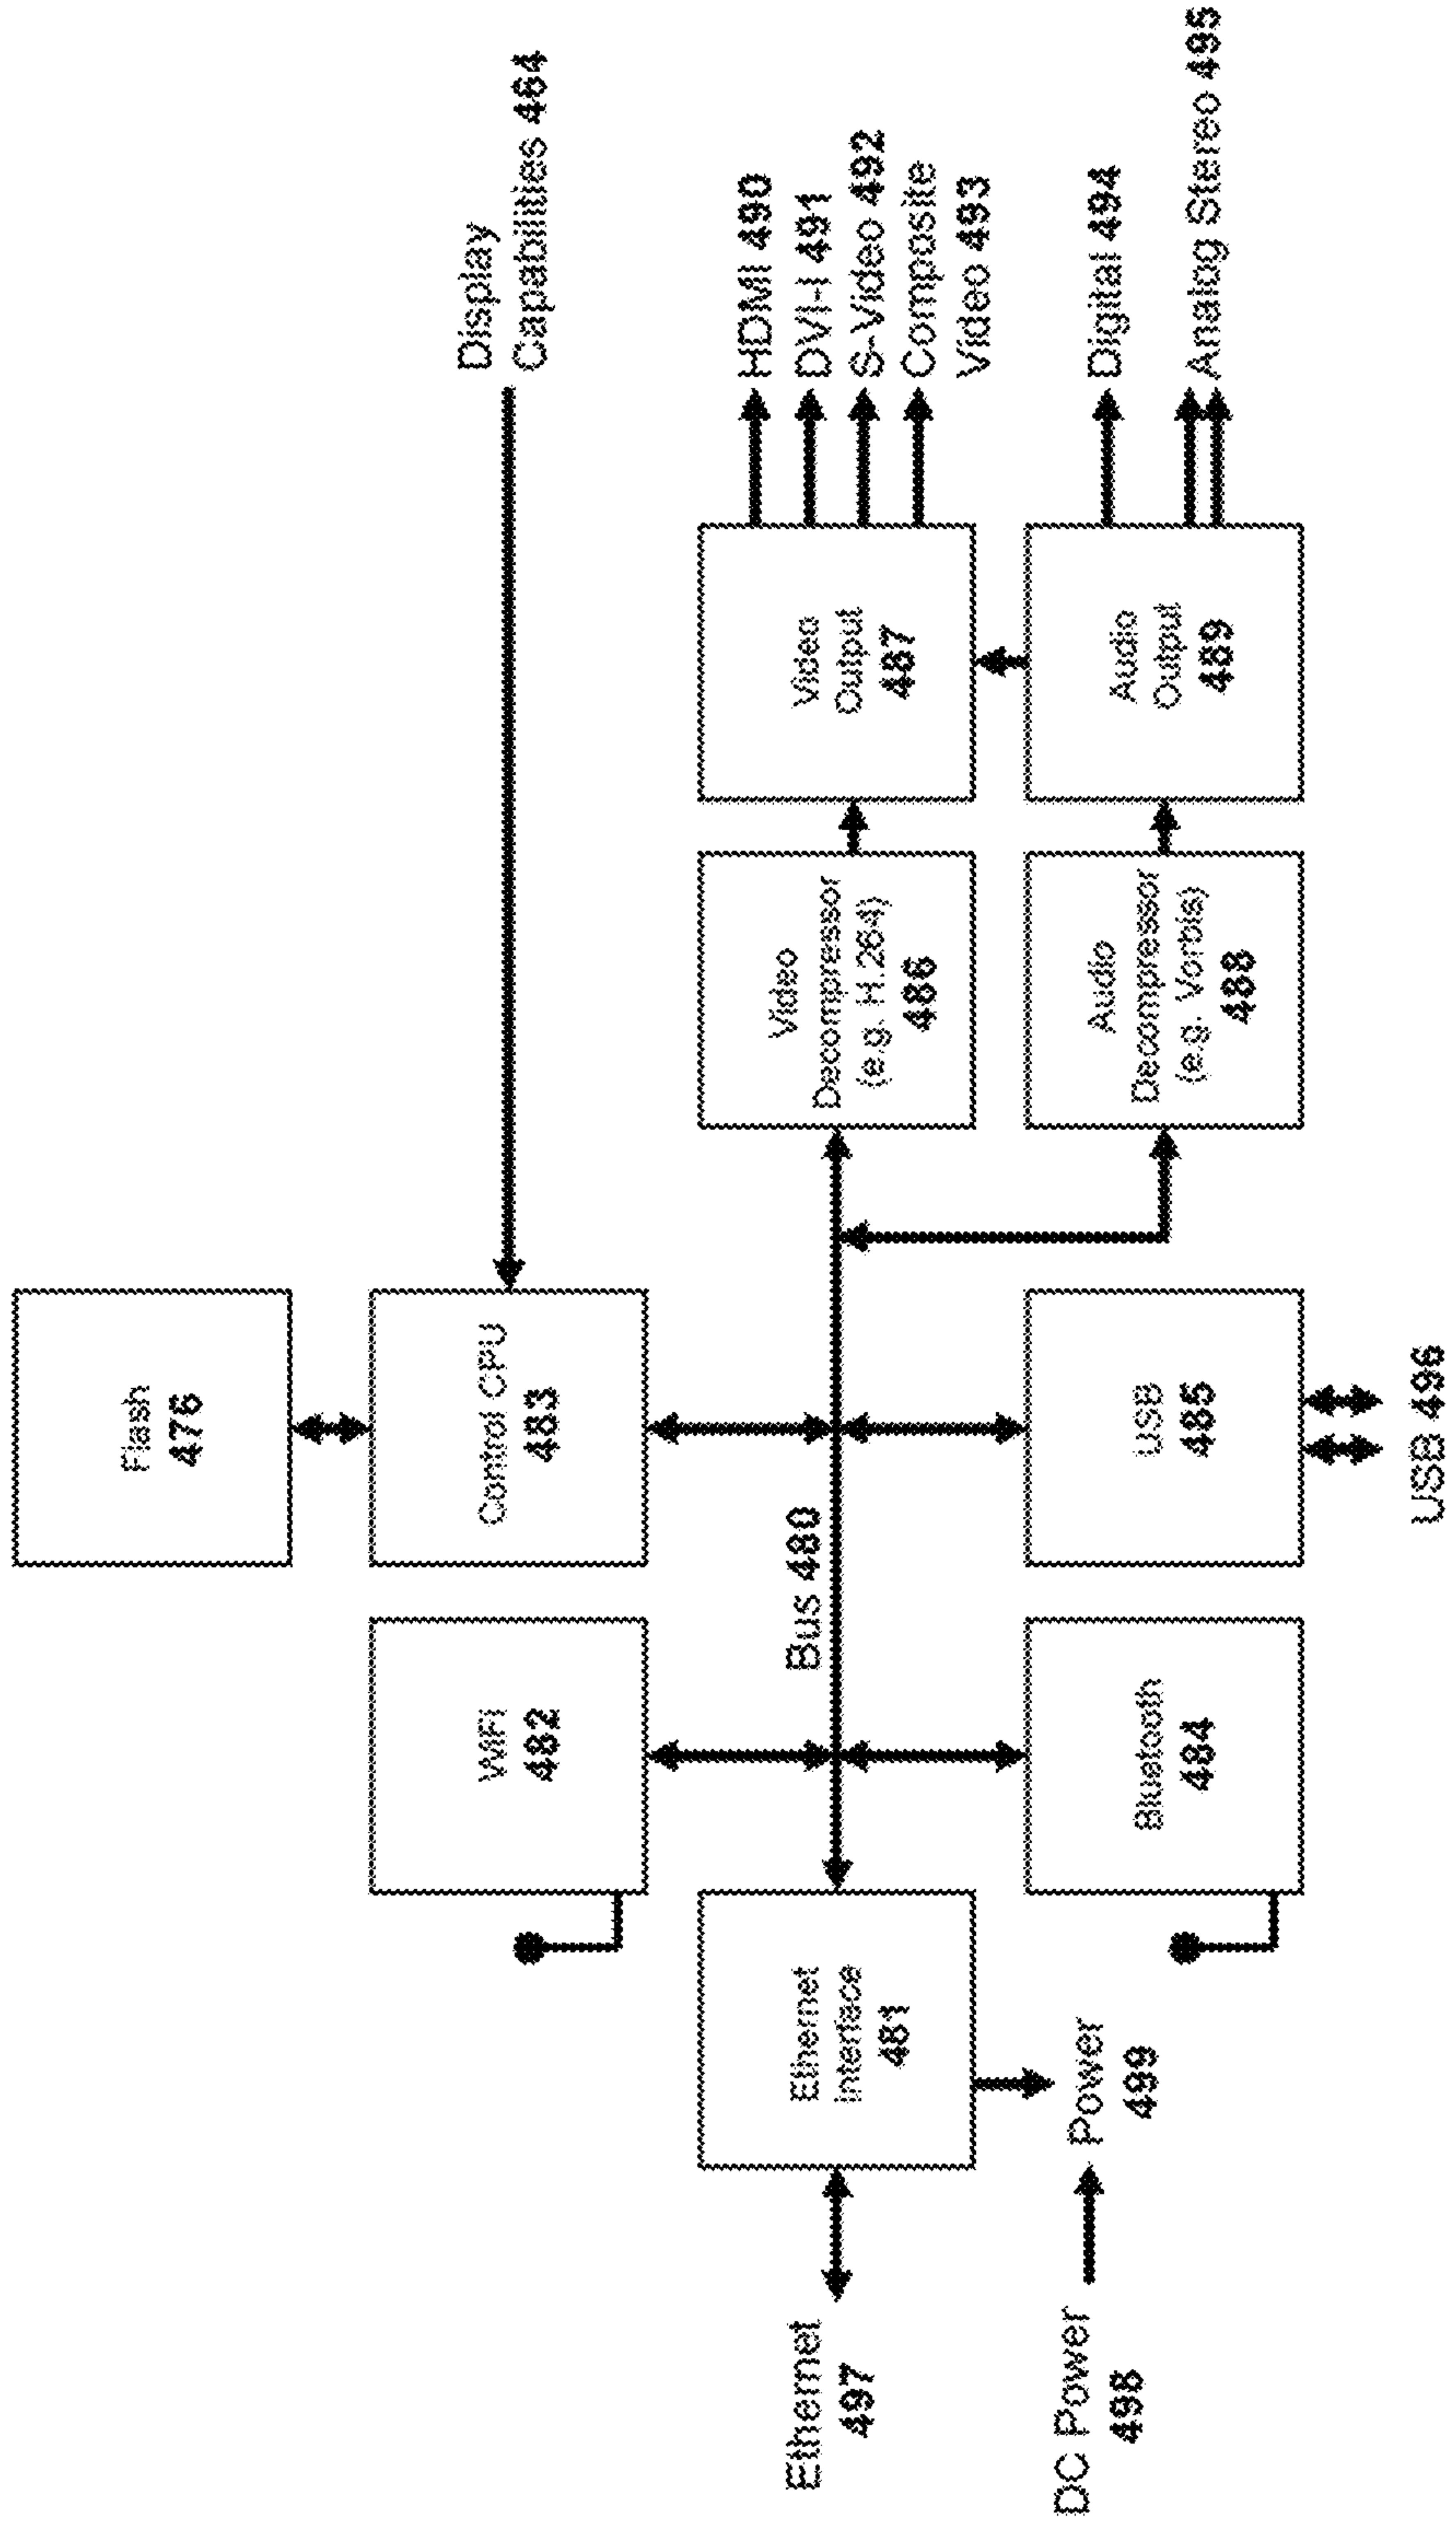 Flash
476
Display
Capabilities 464
WiFi
482
Control CPU
483
Bus 480
Ethernet
497
Ethernet
Interface
481
Video
Decompressor
(e.g. H.264)
486
Video
Output
487
HDMI 490
DVI-I 491
S-Video 492
Composite
Video 493
DC Power
498
Power
499
Bluetooth
484
USB
485
Audio
Decompressor
(e.g. Vorbis)
488
Audio
Output
489
Digital 494
Analog Stereo 495
USB 496